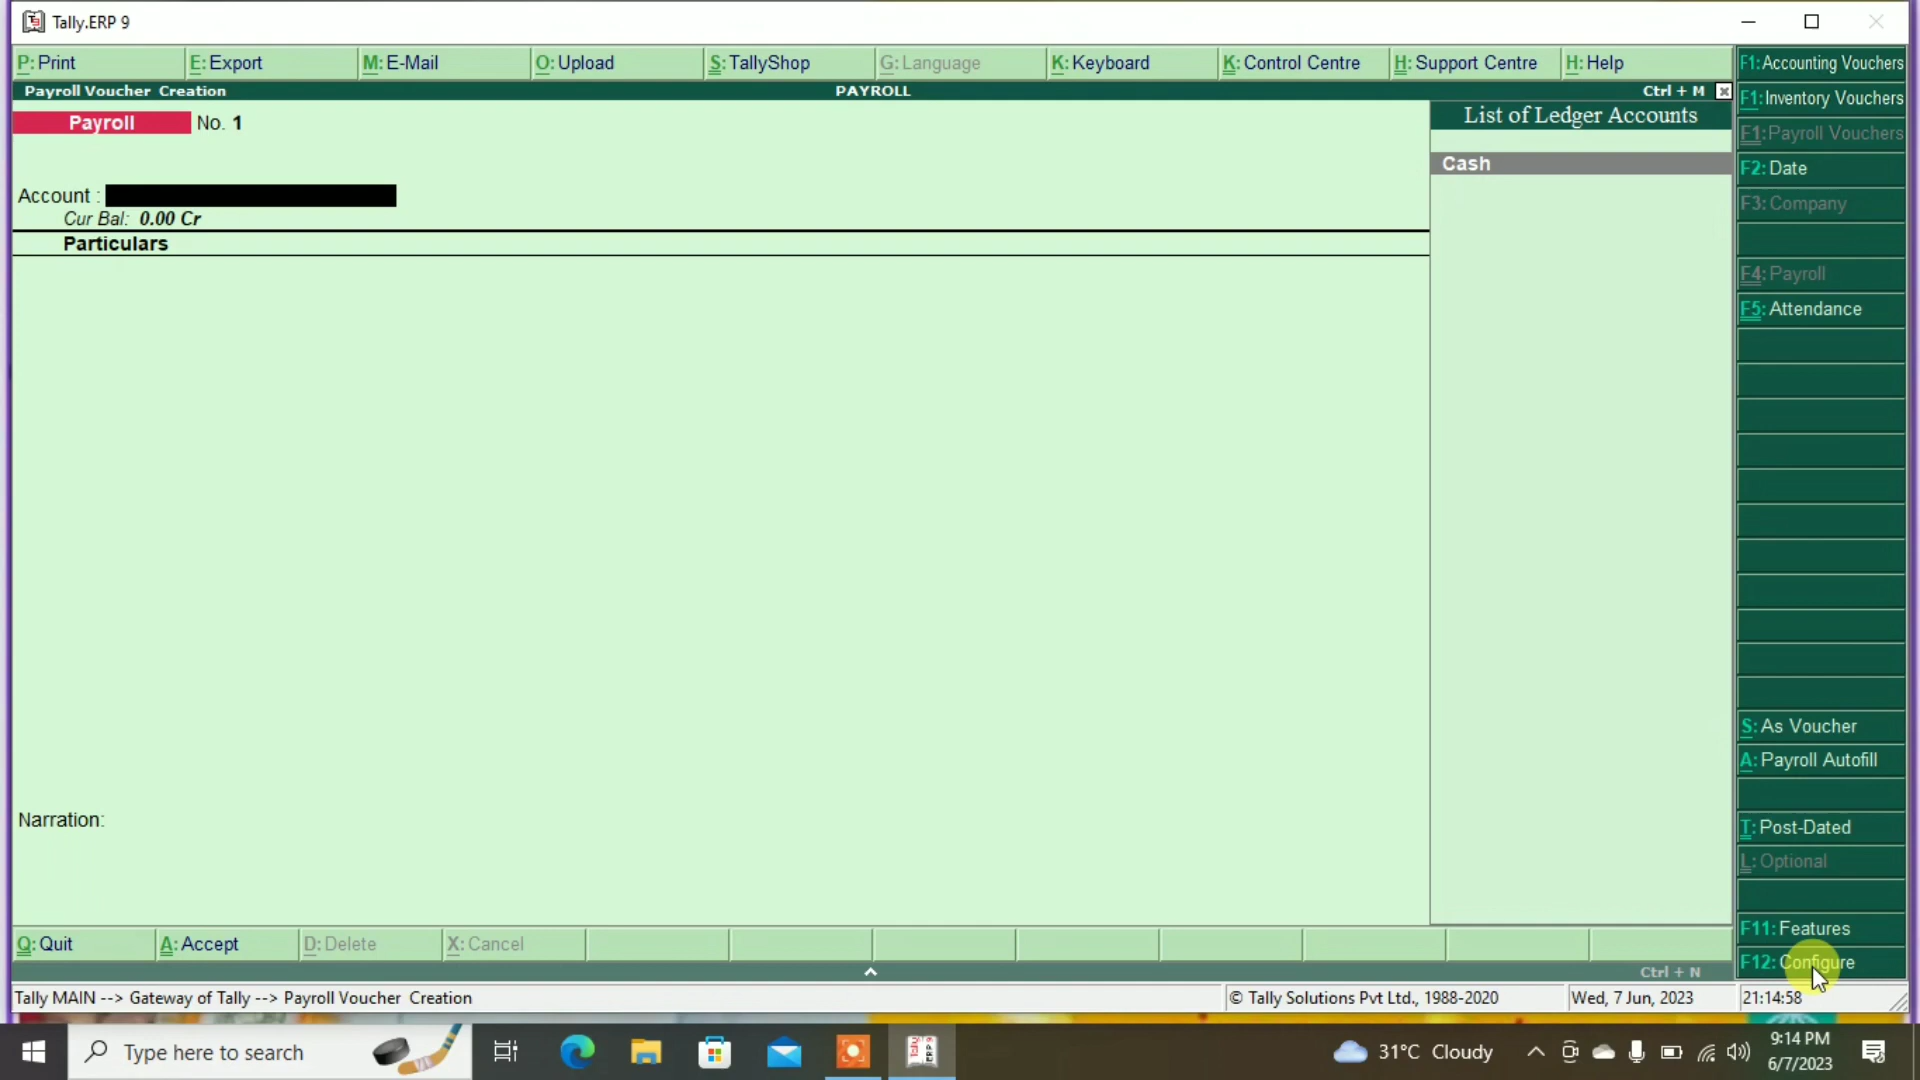 Tally.ERP 9
P: Print E: Export M: E-Mail O: Upload S: TallyShop G: Language K: Keyboard K: Control Centre H: Support Centre H: Help
Payroll Voucher Creation PAYROLL Ctrl + M
Payroll No. 1
Account :
Cur Bal: 0.00 Cr
Particulars
Narration:
List of Ledger Accounts
Cash
F1: Accounting Vouchers
F1: Inventory Vouchers
F1: Payroll Vouchers
F2: Date
F3: Company
F4: Payroll
F5: Attendance
S: As Voucher
A: Payroll Autofill
T: Post-Dated
L: Optional
F11: Features
F12: Configure
Q: Quit A: Accept D: Delete X: Cancel
Ctrl + N
Tally MAIN --> Gateway of Tally --> Payroll Voucher Creation © Tally Solutions Pvt Ltd., 1988-2020 Wed, 7 Jun, 2023 21:14:58
Type here to search 31°C Cloudy 9:14 PM
6/7/2023